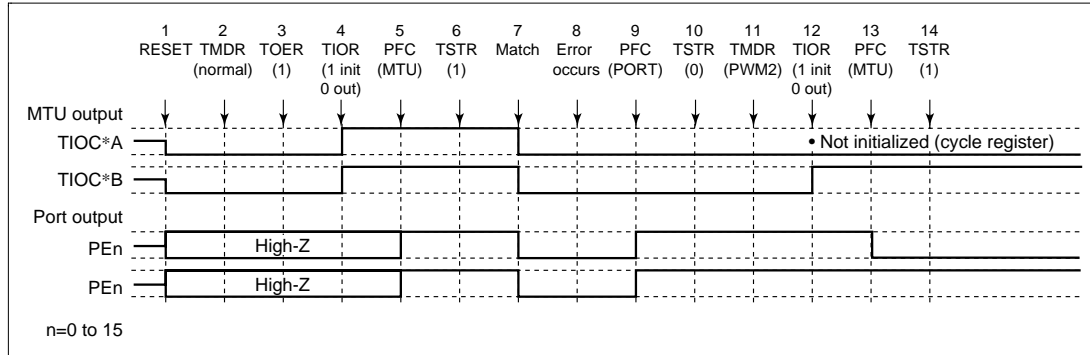 1 2 3 4 5 6 7 8 9 10 11 12 13 14
RESET TMDR TOER TIOR PFC TSTR Match Error PFC TSTR TMDR TIOR PFC TSTR
(normal) (1) (1 init (MTU) (1) occurs (PORT) (0) (PWM2) (1 init (MTU) (1)
0 out) 0 out)
MTU output
TIOC*A • Not initialized (cycle register)
TIOC*B
Port output
PEn High-Z
PEn High-Z
n=0 to 15